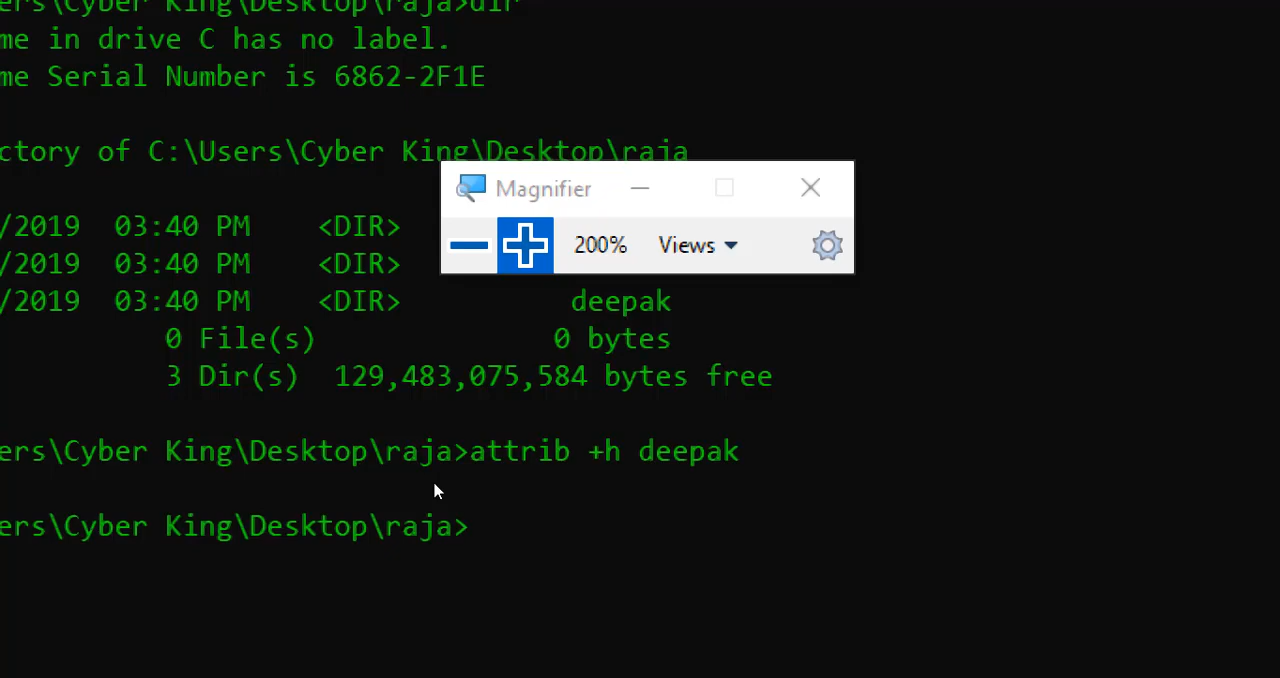 ers\Cyber King\Desktop\raja>dir
me in drive C has no label.
me Serial Number is 6862-2F1E
ctory of C:\Users\Cyber King\Desktop\raja
Magnifier
200% Views
/2019 03:40 PM <DIR>
/2019 03:40 PM <DIR>
/2019 03:40 PM <DIR> deepak
0 File(s) 0 bytes
3 Dir(s) 129,483,075,584 bytes free
ers\Cyber King\Desktop\raja>attrib +h deepak
ers\Cyber King\Desktop\raja>